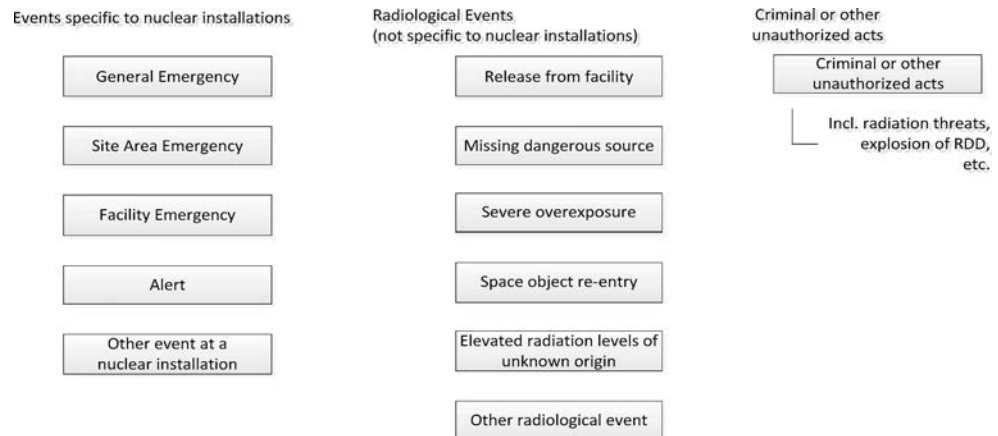 Events specific to nuclear installations
General Emergency
Site Area Emergency
Facility Emergency
Alert
Other event at a
nuclear installation
Radiological Events
(not specific to nuclear installations)
Release from facility
Missing dangerous source
Severe overexposure
Space object re-entry
Elevated radiation levels of
unknown origin
Other radiological event
Criminal or other
unauthorized acts
Criminal or other
unauthorized acts
Incl. radiation threats,
explosion of RDD,
etc.